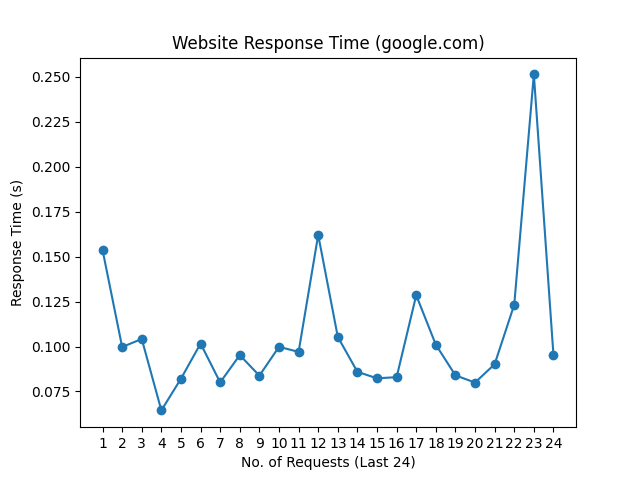 Website Response Time (google.com)
0.250
0.225
0.200
0.175
0.150
0.125
0.100
0.075
Response Time (s)
1 2 3 4 5 6 7 8 9 10 11 12 13 14 15 16 17 18 19 20 21 22 23 24
No. of Requests (Last 24)